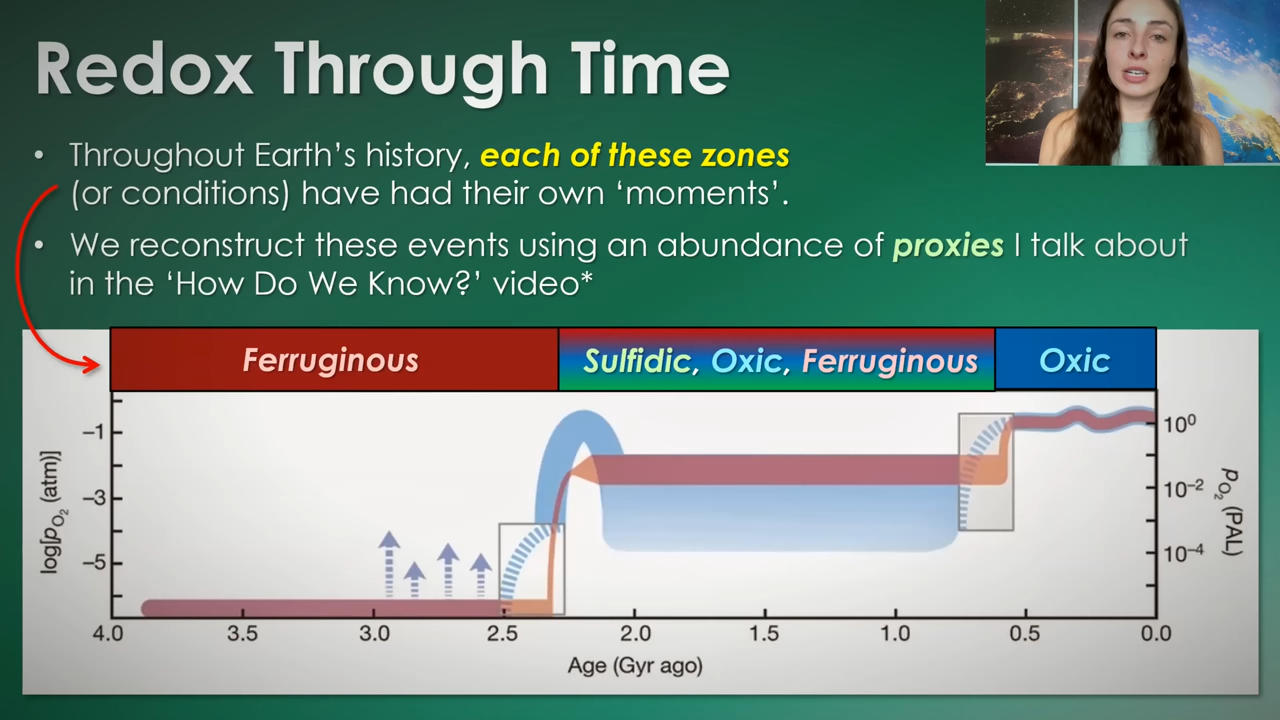 Redox Through Time
• Throughout Earth's history, each of these zones
(or conditions) have had their own ‘moments’.
• We reconstruct these events using an abundance of proxies I talk about
in the ‘How Do We Know?’ video*
Ferruginous
Sulfidic, Oxic, Ferruginous
Oxic
log[pO₂ (atm)]
−1
−3
−5
10⁰
10⁻²
10⁻⁴
pO₂ (PAL)
4.0 3.5 3.0 2.5 2.0 1.5 1.0 0.5 0.0
Age (Gyr ago)